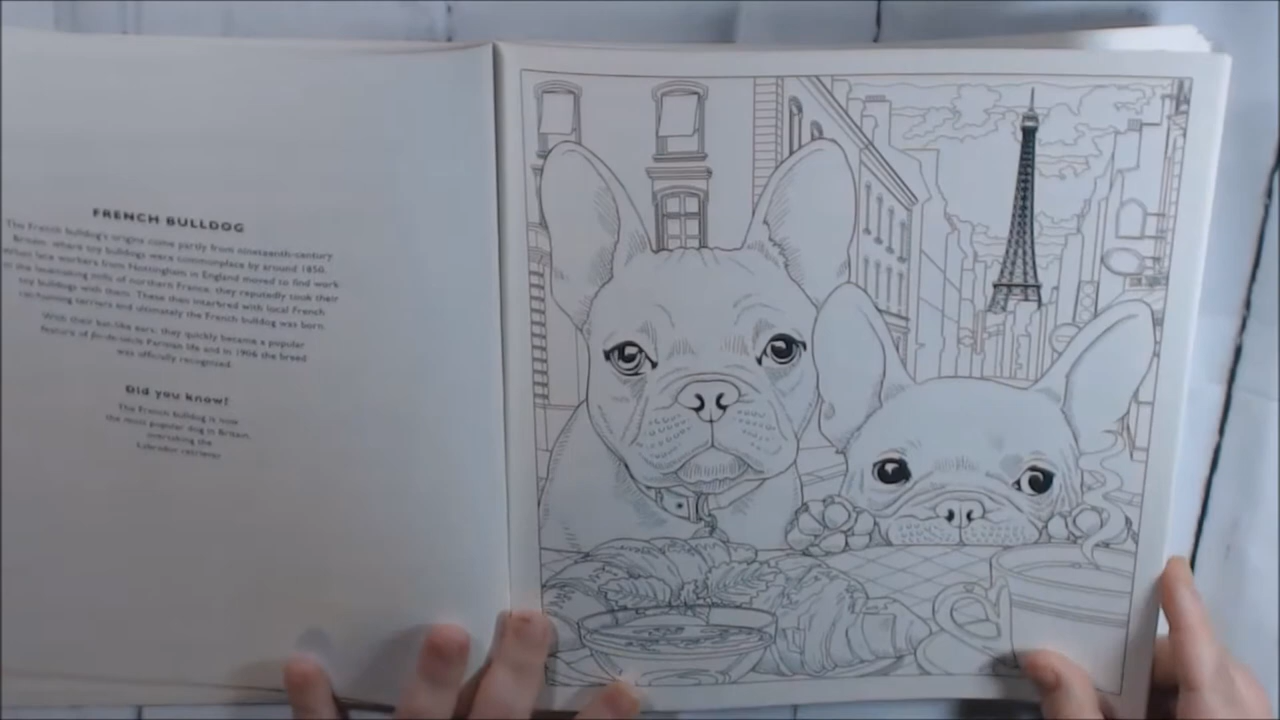 FRENCH BULLDOG
The French bulldog's origins come partly from nineteenth-century
Britain, where toy bulldogs were commonplace by around 1850.
When lace workers from Nottingham in England moved to find work
in the lacemaking mills of northern France, they reputedly took their
toy bulldogs with them. These then interbred with local French
ratcatching terriers and ultimately the French bulldog was born.
With their bat-like ears, they quickly became a popular
feature of fin-de-siècle Parisian life and in 1906 the breed
was officially recognized.
Did you know?
The French bulldog is now
the most popular dog in Britain,
overtaking the
Labrador retriever.